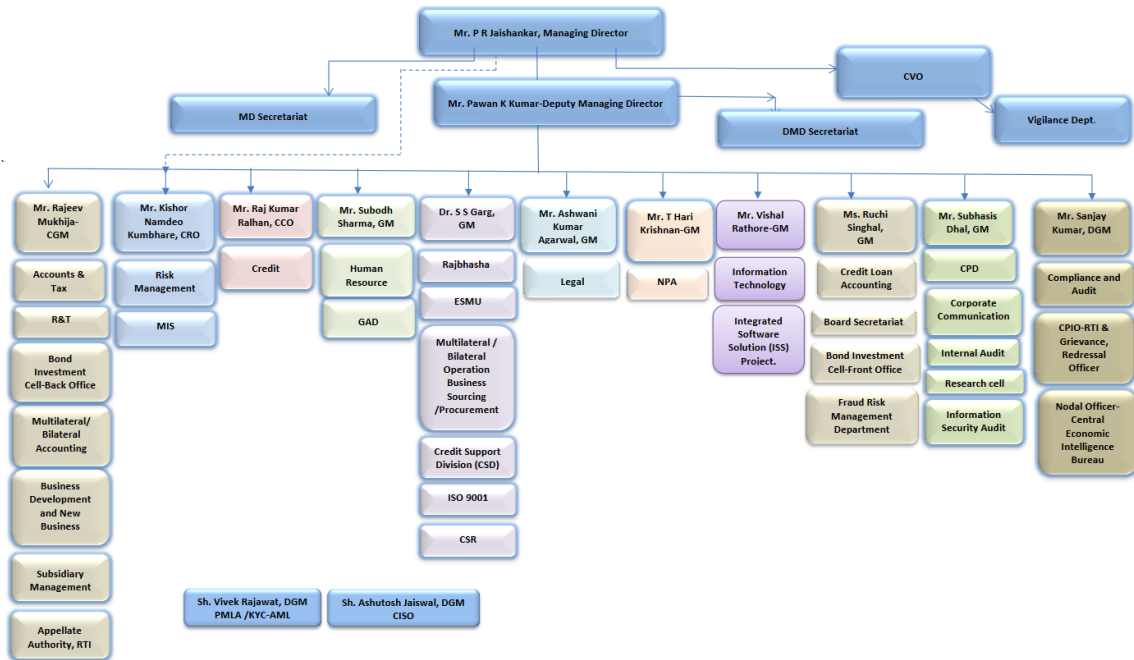 Mr. P R Jaishankar, Managing Director
CVO
MD Secretariat
Mr. Pawan K Kumar-Deputy Managing Director
DMD Secretariat
Vigilance Dept.
Mr. Rajeev
Mukhija-
CGM
Accounts &
Tax
R&T
Bond
Investment
Cell-Back Office
Multilateral/
Bilateral
Accounting
Business
Development
and New
Business
Subsidiary
Management
Appellate
Authority, RTI
Mr. Kishor
Namdeo
Kumbhare, CRO
Risk
Management
MIS
Mr. Raj Kumar
Ralhan, CCO
Credit
Mr. Subodh
Sharma, GM
Human
Resource
GAD
Dr. S S Garg,
GM
Rajbhasha
ESMU
Multilateral /
Bilateral
Operation
Business
Sourcing
/Procurement
Credit Support
Division (CSD)
ISO 9001
CSR
Mr. Ashwani
Kumar
Agarwal, GM
Legal
Mr. T Hari
Krishnan-GM
NPA
Mr. Vishal
Rathore-GM
Information
Technology
Integrated
Software
Solution (ISS)
Project.
Ms. Ruchi
Singhal,
GM
Credit Loan
Accounting
Board Secretariat
Bond Investment
Cell-Front Office
Fraud Risk
Management
Department
Mr. Subhasis
Dhal, GM
CPD
Corporate
Communication
Internal Audit
Research cell
Information
Security Audit
Mr. Sanjay
Kumar, DGM
Compliance and
Audit
CPIO-RTI &
Grievance,
Redressal
Officer
Nodal Officer-
Central
Economic
Intelligence
Bureau
Sh. Vivek Rajawat, DGM
PMLA /KYC-AML
Sh. Ashutosh Jaiswal, DGM
CISO